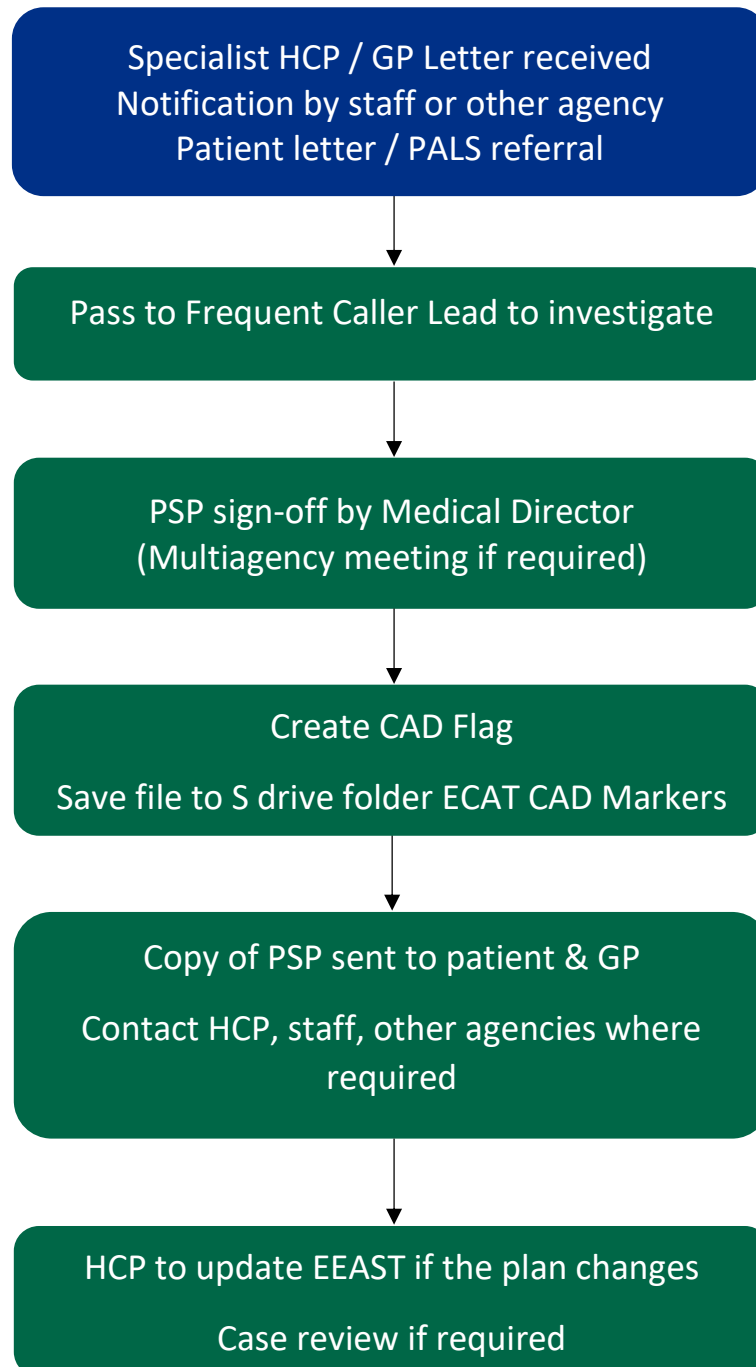 Specialist HCP / GP Letter received
Notification by staff or other agency
Patient letter / PALS referral
Pass to Frequent Caller Lead to investigate
PSP sign-off by Medical Director
(Multiagency meeting if required)
Create CAD Flag
Save file to S drive folder ECAT CAD Markers
Copy of PSP sent to patient & GP
Contact HCP, staff, other agencies where
required
HCP to update EEAST if the plan changes
Case review if required